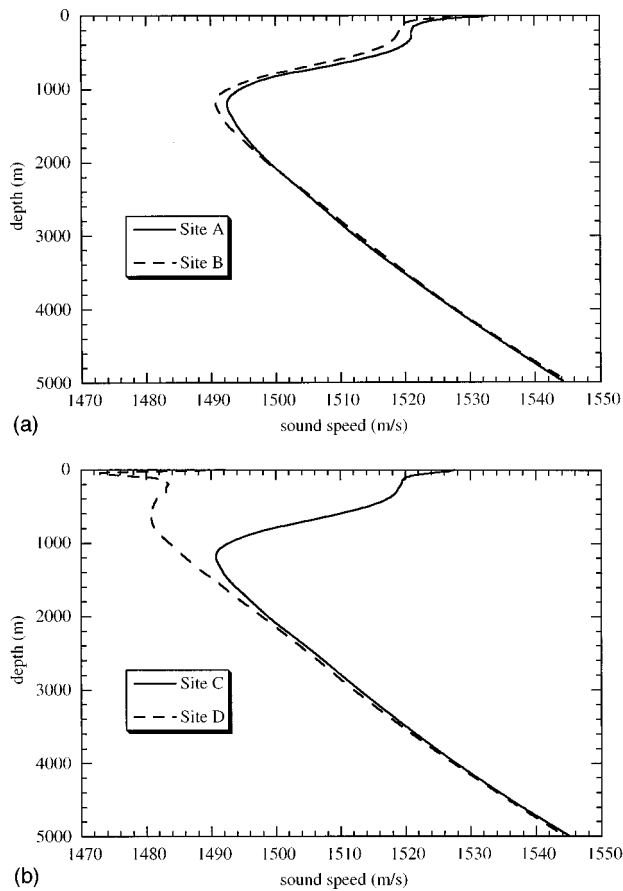 0
1000
2000
3000
4000
5000
depth (m)
Site A
Site B
1470 1480 1490 1500 1510 1520 1530 1540 1550
sound speed (m/s)
(a)
0
1000
2000
3000
4000
5000
depth (m)
Site C
Site D
1470 1480 1490 1500 1510 1520 1530 1540 1550
sound speed (m/s)
(b)